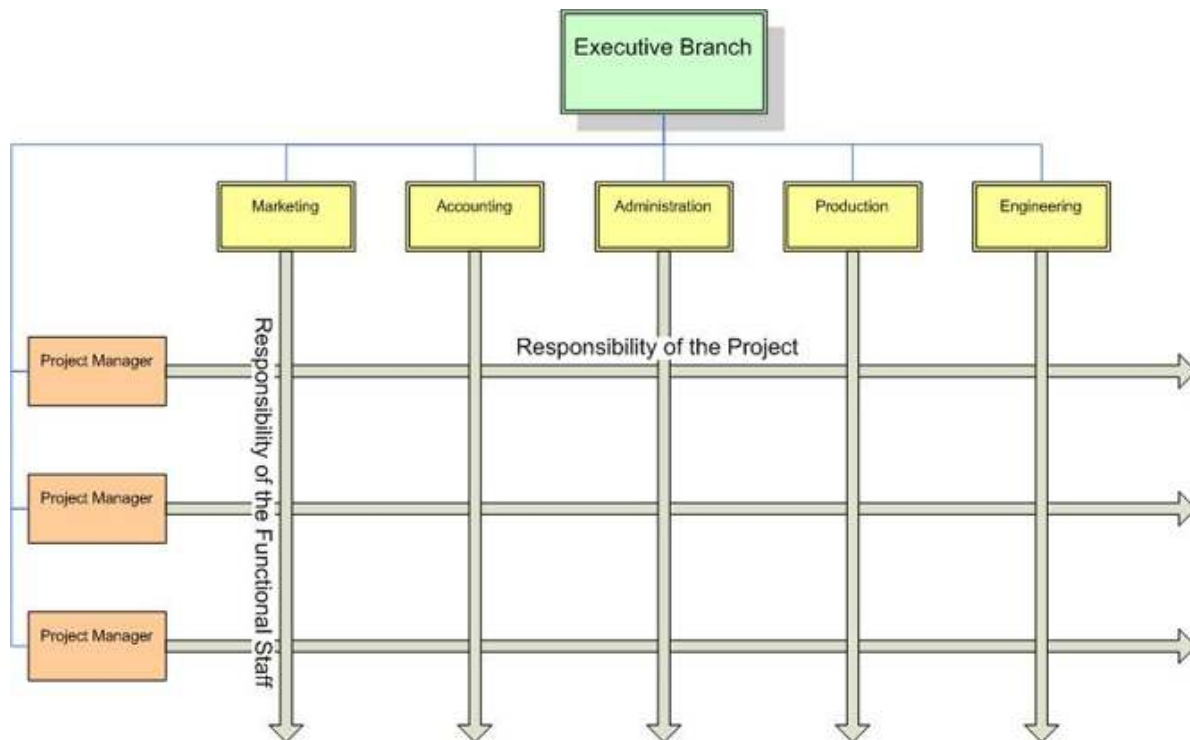 Executive Branch
Marketing
Accounting
Administration
Production
Engineering
Responsibility of the Project
Project Manager
Project Manager
Project Manager
Responsibility of the Functional Staff